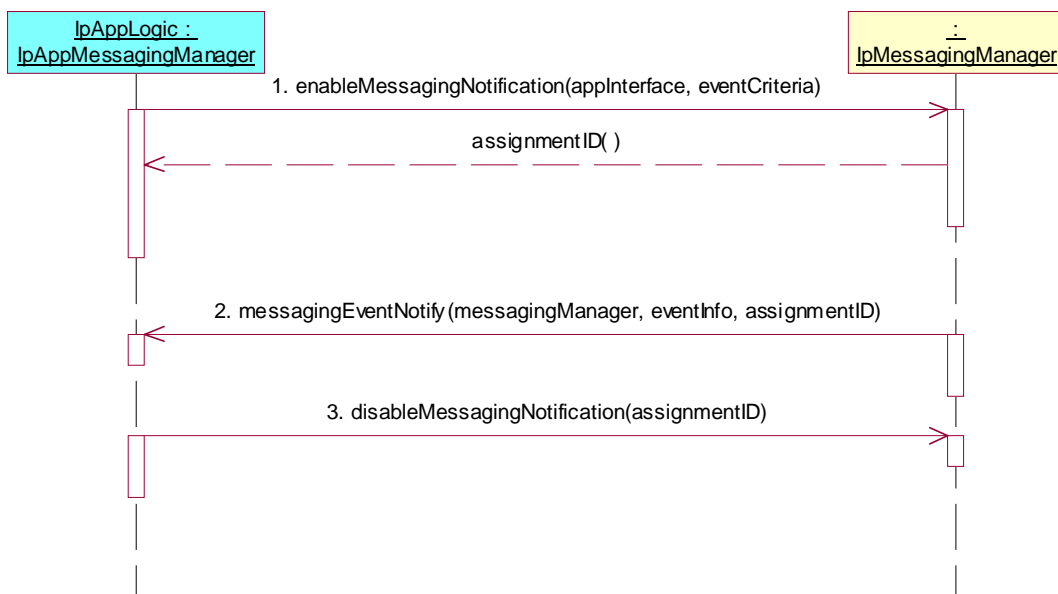 IpAppLogic :
IpAppMessagingManager
:
IpMessagingManager
1. enableMessagingNotification(appInterface, eventCriteria)
assignmentID( )
2. messagingEventNotify(messagingManager, eventInfo, assignmentID)
3. disableMessagingNotification(assignmentID)